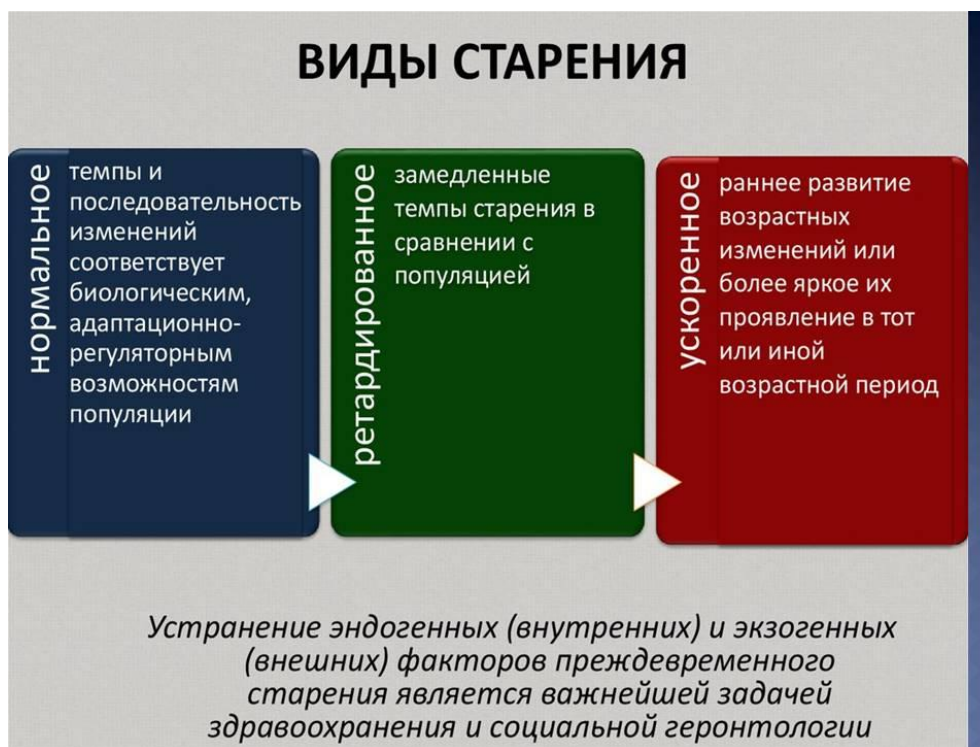 ВИДЫ СТАРЕНИЯ
нормальное
темпы и
последовательность
изменений
соответствует
биологическим,
адаптационно-
регуляторным
возможностям
популяции
ретардированное
замедленные
темпы старения в
сравнении с
популяцией
ускоренное
раннее развитие
возрастных
изменений или
более яркое их
проявление в тот
или иной
возрастной период
Устранение эндогенных (внутренних) и экзогенных
(внешних) факторов преждевременного
старения является важнейшей задачей
здравоохранения и социальной геронтологии